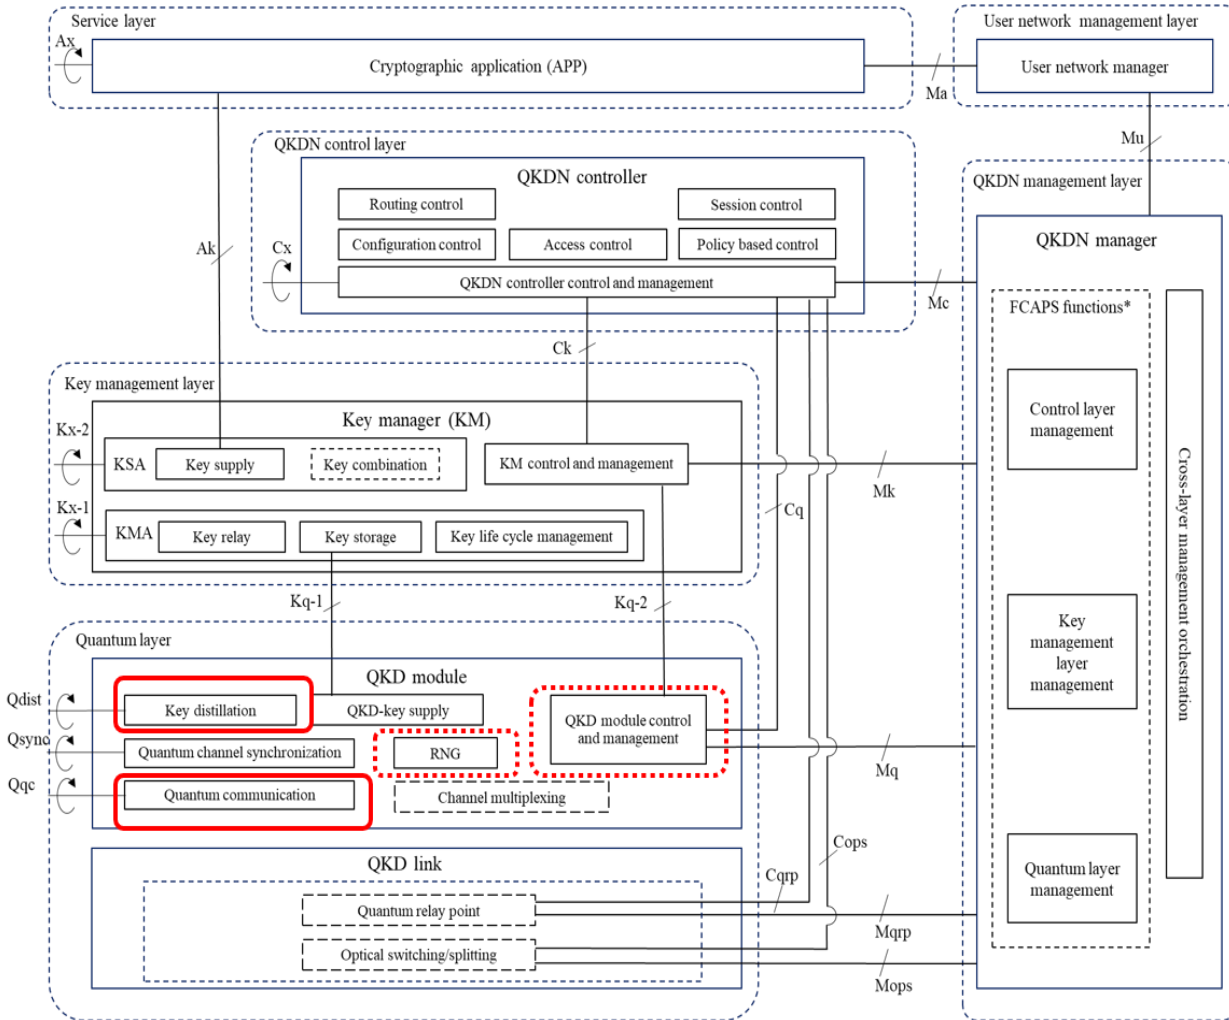 Service layer
User network management layer
Ax
Cryptographic application (APP)
User network manager
Ma
Mu
QKDN control layer
QKDN controller
QKDN management layer
Routing control
Session control
Configuration control
Access control
Policy based control
QKDN manager
Ak
Cx
QKDN controller control and management
Mc
FCAPS functions*
Ck
Key management layer
Key manager (KM)
Control layer
management
Kx-2
KSA
Key supply
Key combination
KM control and management
Mk
Cross-layer management orchestration
Kx-1
Cq
KMA
Key relay
Key storage
Key life cycle management
Kq-1
Kq-2
Key
management
layer
management
Quantum layer
QKD module
Qdist
Key distillation
QKD-key supply
QKD module control
and management
Qsync
Quantum channel synchronization
RNG
Mq
Qqc
Quantum communication
Channel multiplexing
Cops
QKD link
Cqrp
Quantum layer
management
Quantum relay point
Mqrp
Optical switching/splitting
Mops